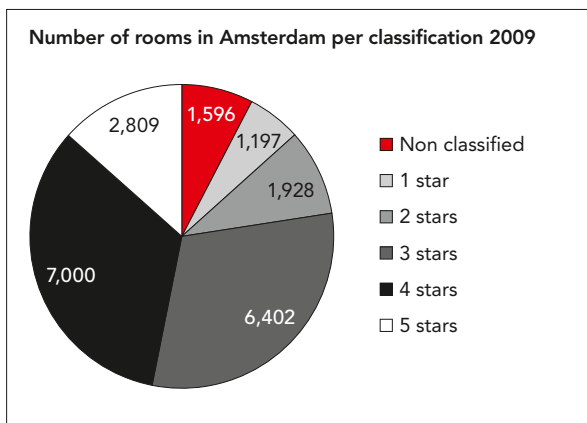 Number of rooms in Amsterdam per classification 2009
1,596
2,809
1,197
1,928
7,000
6,402
Non classified
1 star
2 stars
3 stars
4 stars
5 stars